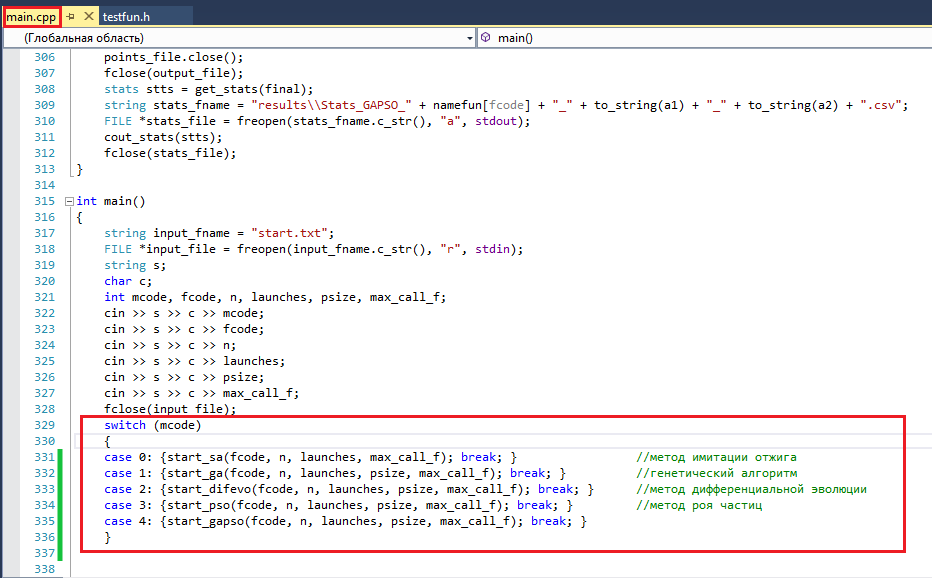 main.cpp testfun.h
(Глобальная область) main()
306 points_file.close();
307 fclose(output_file);
308 stats stts = get_stats(final);
309 string stats_fname = "results\\Stats_GAPSO_" + namefun[fcode] + "_" + to_string(a1) + "_" + to_string(a2) + ".csv";
310 FILE *stats_file = freopen(stats_fname.c_str(), "a", stdout);
311 cout_stats(stts);
312 fclose(stats_file);
313 }
314
315 int main()
316 {
317 string input_fname = "start.txt";
318 FILE *input_file = freopen(input_fname.c_str(), "r", stdin);
319 string s;
320 char c;
321 int mcode, fcode, n, launches, psize, max_call_f;
322 cin >> s >> c >> mcode;
323 cin >> s >> c >> fcode;
324 cin >> s >> c >> n;
325 cin >> s >> c >> launches;
326 cin >> s >> c >> psize;
327 cin >> s >> c >> max_call_f;
328 fclose(input_file);
329 switch (mcode)
330 {
331 case 0: {start_sa(fcode, n, launches, max_call_f); break; } //метод имитации отжига
332 case 1: {start_ga(fcode, n, launches, psize, max_call_f); break; } //генетический алгоритм
333 case 2: {start_difevo(fcode, n, launches, psize, max_call_f); break; } //метод дифференциальной эволюции
334 case 3: {start_pso(fcode, n, launches, psize, max_call_f); break; } //метод роя частиц
335 case 4: {start_gapso(fcode, n, launches, psize, max_call_f); break; }
336 }
337
338